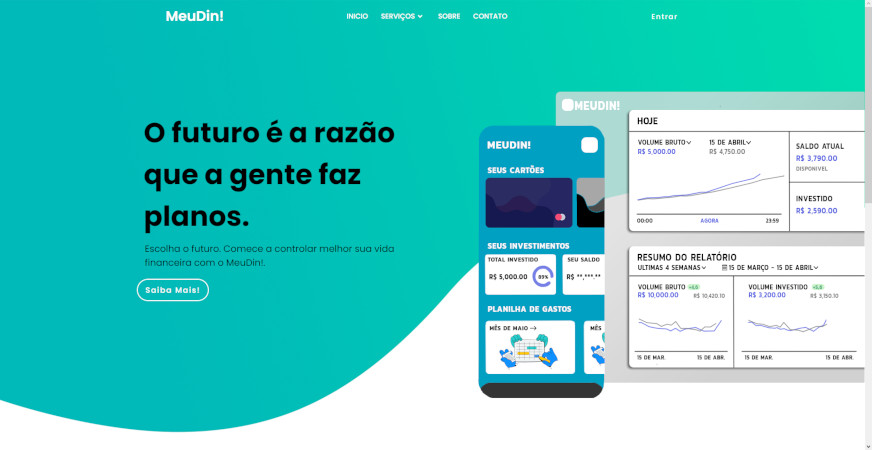 MeuDin!
INICIO
SERVIÇOS
SOBRE
CONTATO
Entrar
O futuro é a razão
que a gente faz
planos.
Escolha o futuro. Comece a controlar melhor sua vida
financeira com o MeuDin!.
Saiba Mais!
MEUDIN!
SEUS CARTÕES
SEUS INVESTIMENTOS
TOTAL INVESTIDO
R$ 5,000.00
SEU SALDO
R$ **,***.**
PLANILHA DE GASTOS
MÊS DE MAIO
MÊS
MEUDIN!
HOJE
VOLUME BRUTO
R$ 5,000.00
15 DE ABRIL
R$ 4,750.00
00:00
AGORA
23:59
SALDO ATUAL
R$ 3,790.00
DISPONIVEL
INVESTIDO
R$ 2,590.00
RESUMO DO RELATÓRIO
ULTIMAS 4 SEMANAS
15 DE MARÇO - 15 DE ABRIL
VOLUME BRUTO
R$ 10,000.00
R$ 10,420.10
15 DE MAR.
15 DE ABR.
VOLUME INVESTIDO
R$ 3,200.00
R$ 3,150.10
15 DE MAR.
15 DE ABR.